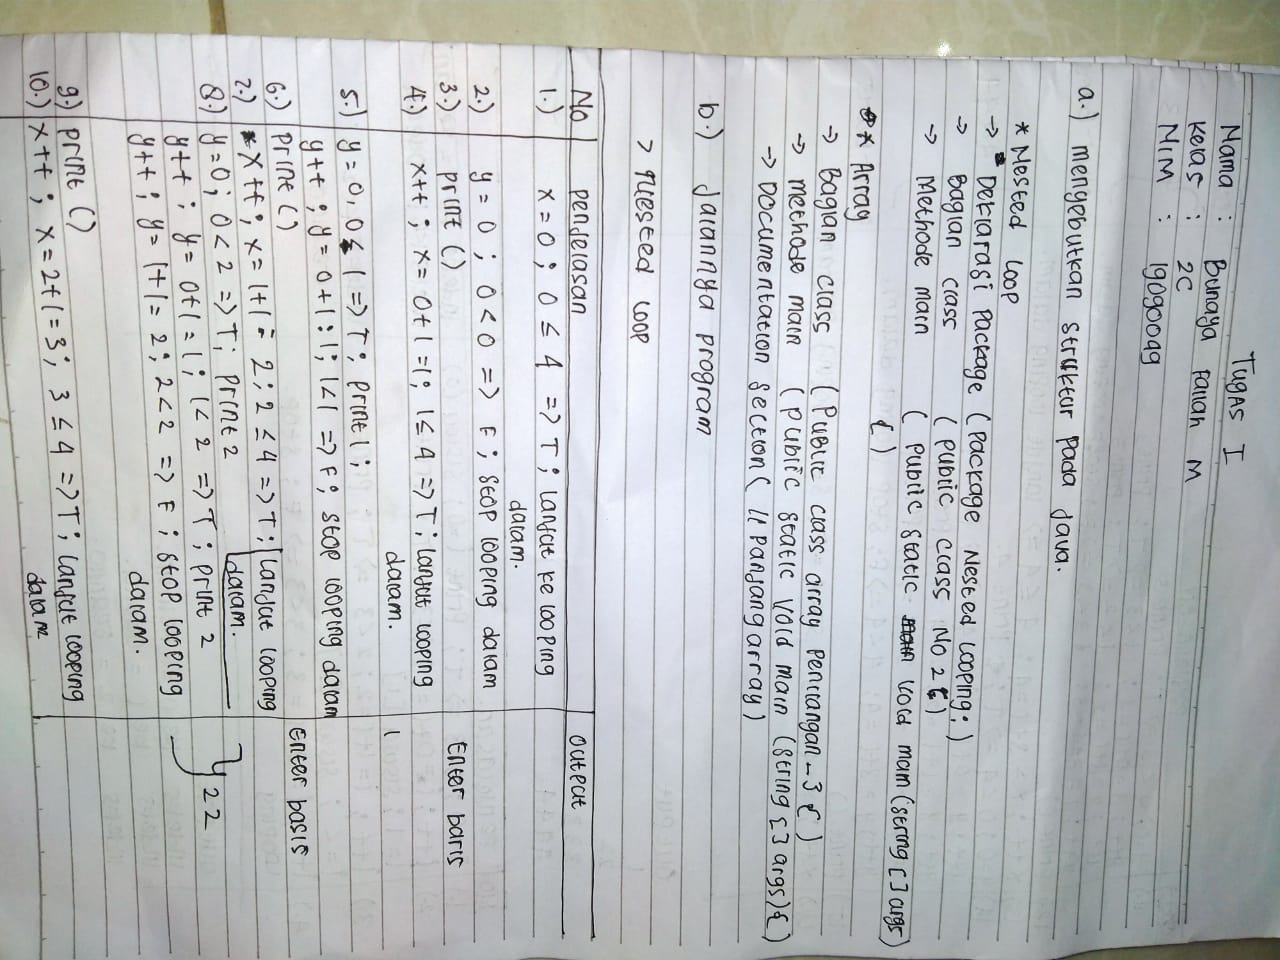 TUGAS I
Nama : Bunaya Fallah M
Kelas : 2C
NIM : 19090049
a.) menyebutkan struktur pada Java.
* Nested Loop
→ Deklarasi Package (Package Nested Looping;)
→ Bagian class (Public class No 2 {)
→ Methode main (Public static void main (string [] args)
{)
* Array
→ Bagian class (Public class array Pencarian_3 {)
→ methode main (Public static void main (string [] args) {)
→ Documentation section (// Panjang array)
b.) Jalannya program
> Nested Loop
No Penjelasan output
1.) x = 0; 0 ≤ 4 => T; Lanjut ke looping
dalam.
2.) y = 0; 0 < 0 => F; stop looping dalam
3.) print () Enter baris
4.) x++; x = 0+1 = 1; 1 ≤ 4 => T; Lanjut looping
dalam. 1
5.) y = 0, 0 < 1 => T; print 1;
y++; y = 0+1 : 1; 1 < 1 => F; stop looping dalam
6.) print () Enter basis
7.) x++; x = 1+1 = 2; 2 ≤ 4 => T; Lanjut looping
dalam.
8.) y = 0; 0 < 2 => T; print 2
y++; y = 0+1 = 1; 1 < 2 => T; print 2 22
y++; y = 1+1 = 2; 2 < 2 => F; stop looping
dalam.
9.) print ()
10.) x++; x = 2+1 = 3; 3 ≤ 4 => T; Lanjut looping
dalam